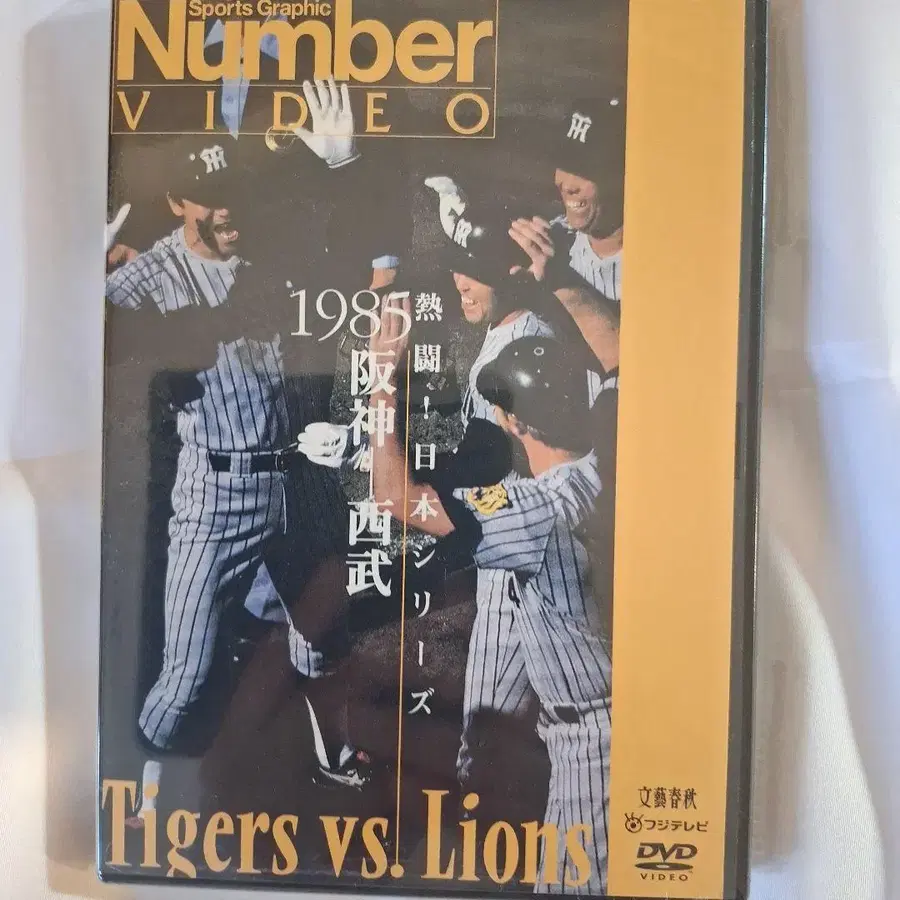 Sports Graphic
Number
VIDEO
1985
阪神―西武
熱闘!日本シリーズ
Tigers vs. Lions
文藝春秋
フジテレビ
DVD
VIDEO